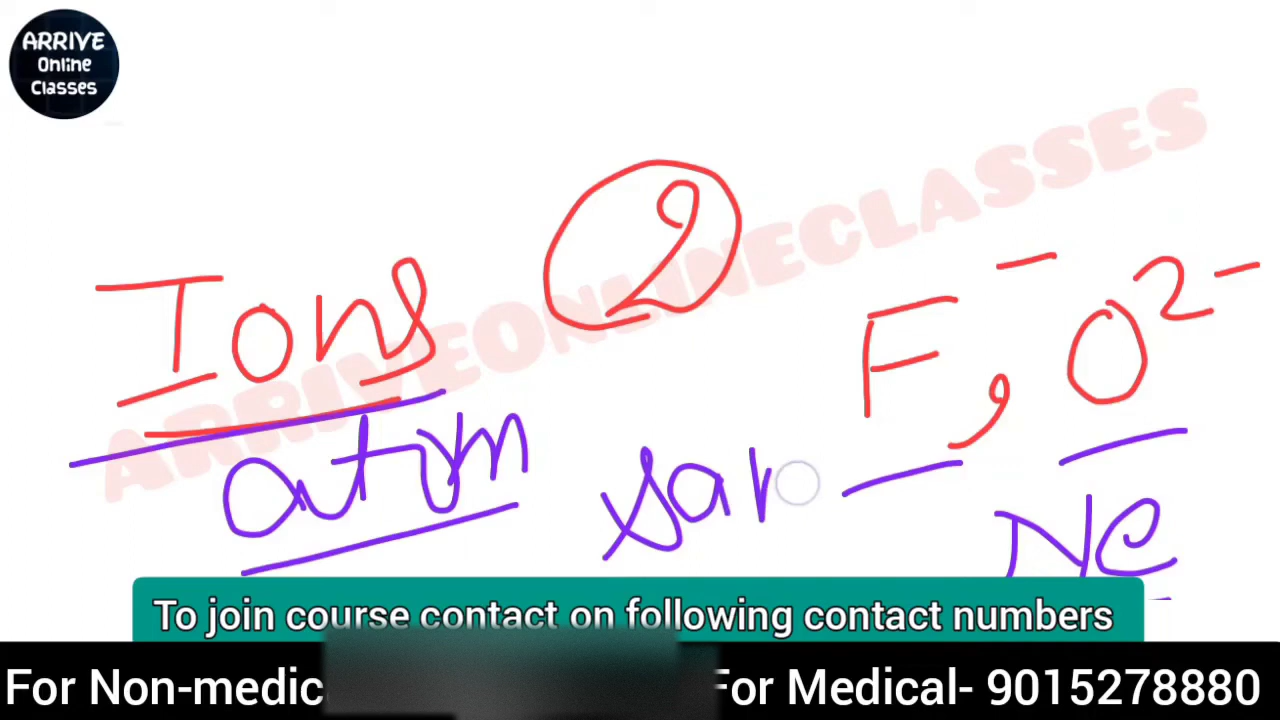 ARRIVE
Online
Classes
ARRIVEONLINECLASSES
2
Ions F⁻, O²⁻
atom
Ne
To join course contact on following contact numbers
For Non-medic For Medical- 9015278880